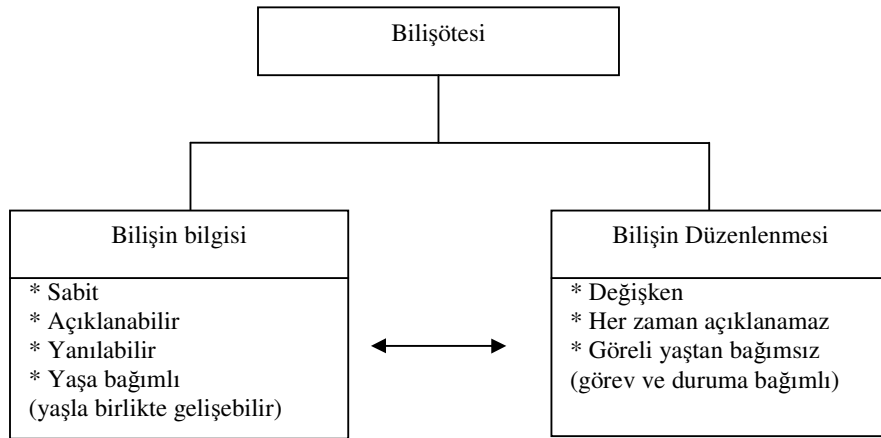 Bilişötesi
Bilişin bilgisi
* Sabit
* Açıklanabilir
* Yanılabilir
* Yaşa bağımlı
(yaşla birlikte gelişebilir)
Bilişin Düzenlenmesi
* Değişken
* Her zaman açıklanamaz
* Göreli yaştan bağımsız
(görev ve duruma bağımlı)